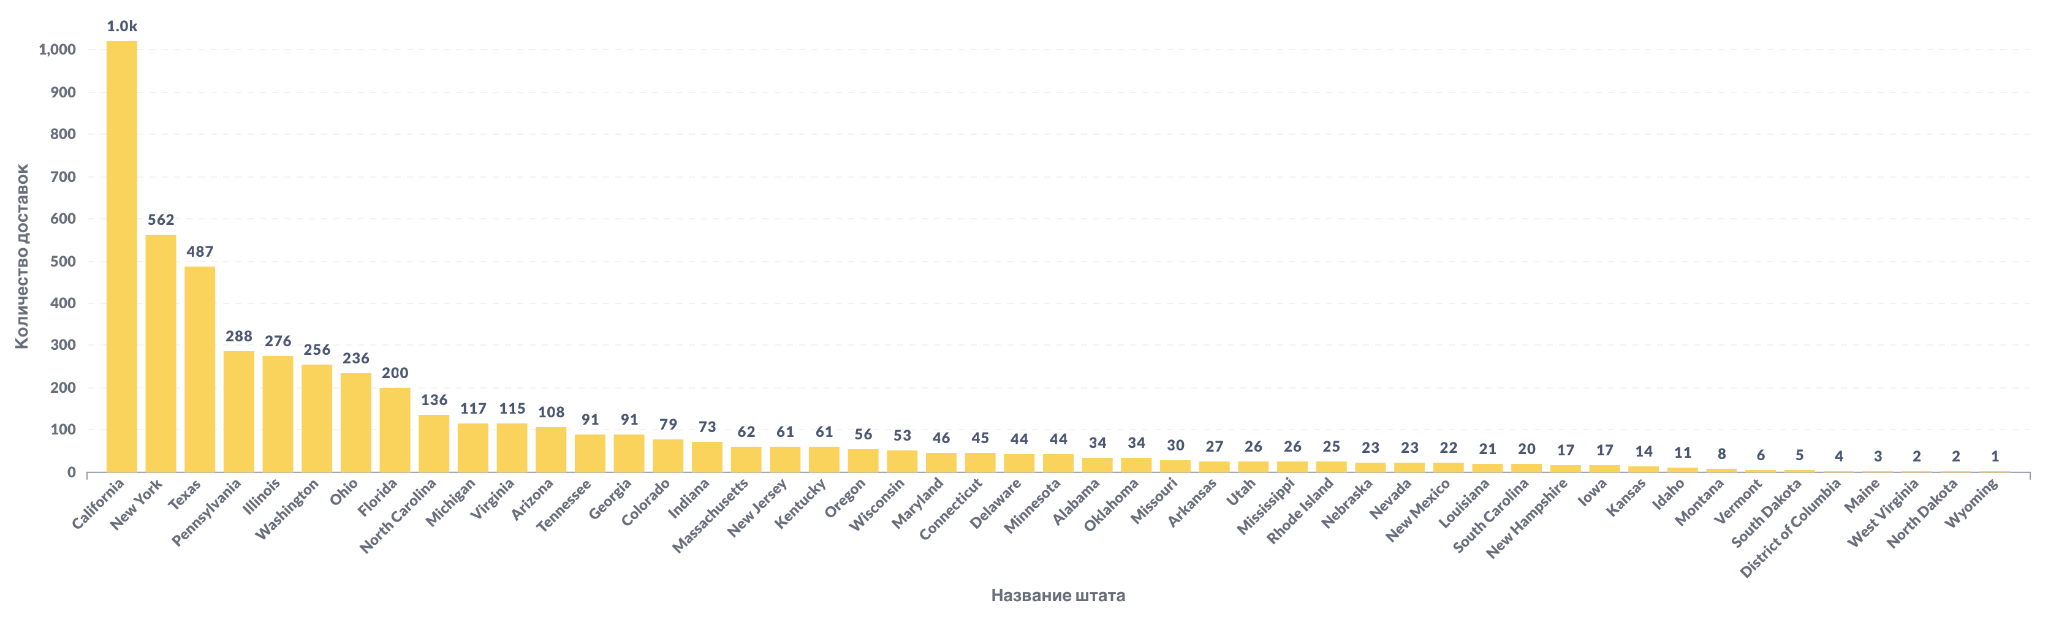 1.0k
1,000
900
800
700
600
500
400
300
200
100
0
Количество доставок
562
487
288
276
256
236
200
136
117
115
108
91
91
79
73
62
61
61
56
53
46
45
44
44
34
34
30
27
26
26
25
23
23
22
21
20
17
17
14
11
8
6
5
4
3
2
2
1
California
New York
Texas
Pennsylvania
Illinois
Washington
Ohio
Florida
North Carolina
Michigan
Virginia
Arizona
Tennessee
Georgia
Colorado
Indiana
Massachusetts
New Jersey
Kentucky
Oregon
Wisconsin
Maryland
Connecticut
Delaware
Minnesota
Alabama
Oklahoma
Missouri
Arkansas
Utah
Mississippi
Rhode Island
Nebraska
Nevada
New Mexico
Louisiana
South Carolina
New Hampshire
Iowa
Kansas
Idaho
Montana
Vermont
South Dakota
District of Columbia
Maine
West Virginia
North Dakota
Wyoming
Название штата